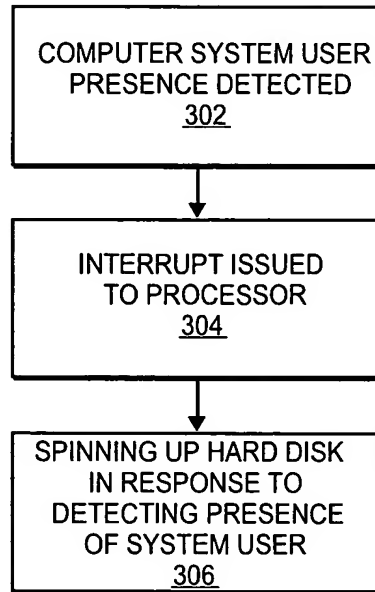 COMPUTER SYSTEM USER
PRESENCE DETECTED
302
INTERRUPT ISSUED
TO PROCESSOR
304
SPINNING UP HARD DISK
IN RESPONSE TO
DETECTING PRESENCE
OF SYSTEM USER
306